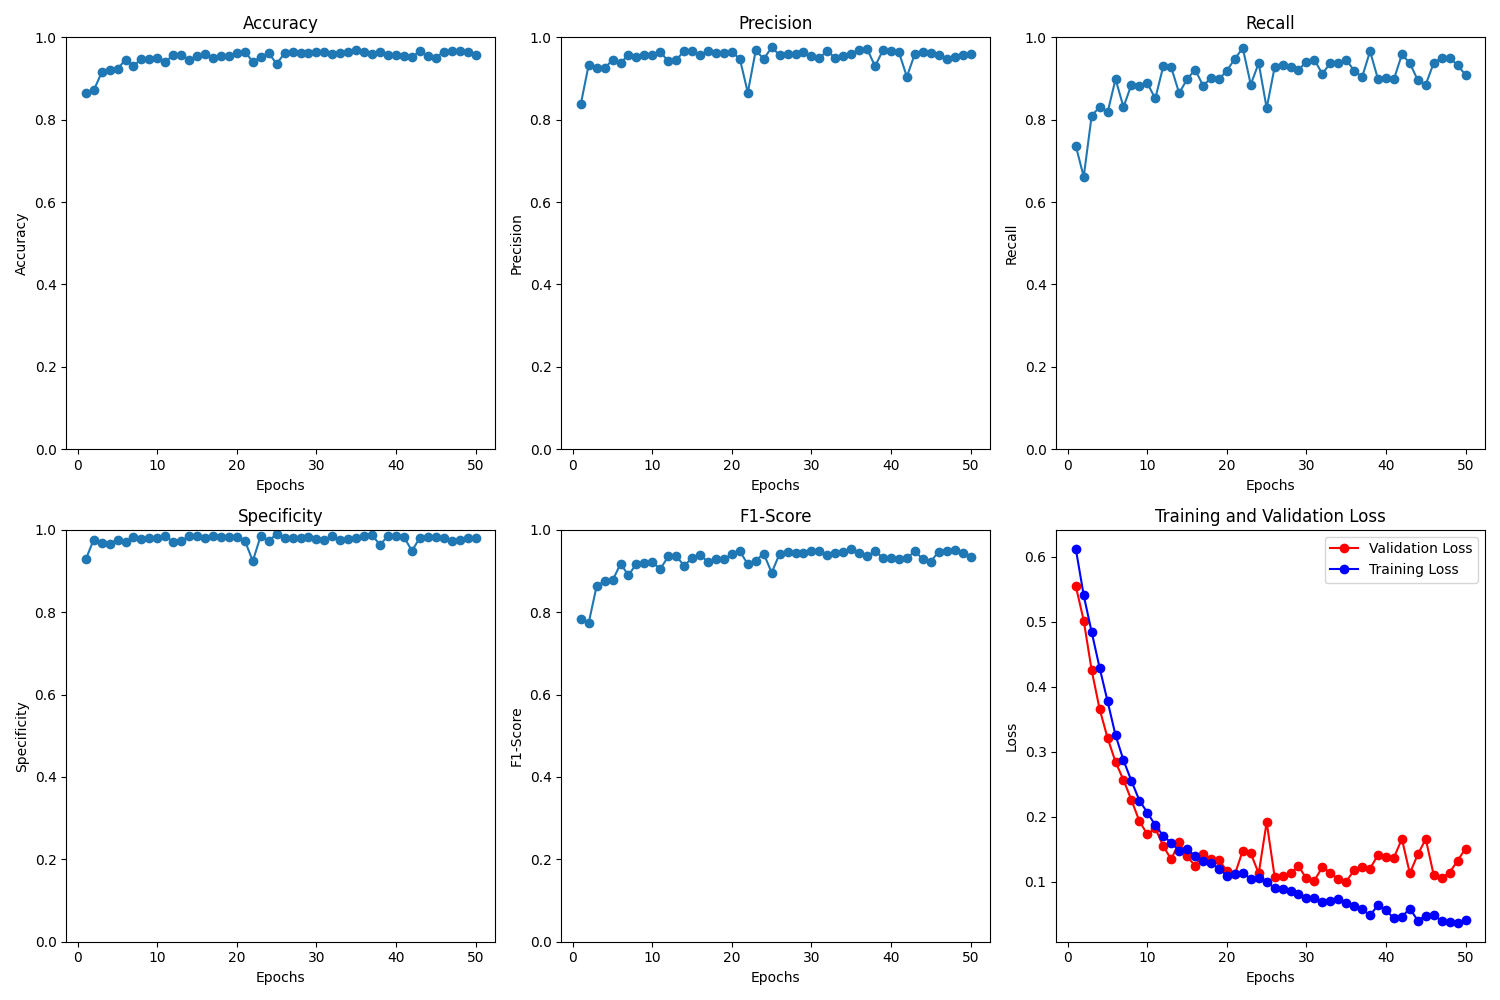 Accuracy
1.0
0.8
0.6
0.4
0.2
0.0
Accuracy
0 10 20 30 40 50
Epochs
Precision
1.0
0.8
0.6
0.4
0.2
0.0
Precision
0 10 20 30 40 50
Epochs
Recall
1.0
0.8
0.6
0.4
0.2
0.0
Recall
0 10 20 30 40 50
Epochs
Specificity
1.0
0.8
0.6
0.4
0.2
0.0
Specificity
0 10 20 30 40 50
Epochs
F1-Score
1.0
0.8
0.6
0.4
0.2
0.0
F1-Score
0 10 20 30 40 50
Epochs
Training and Validation Loss
Validation Loss
Training Loss
0.6
0.5
0.4
0.3
0.2
0.1
Loss
0 10 20 30 40 50
Epochs